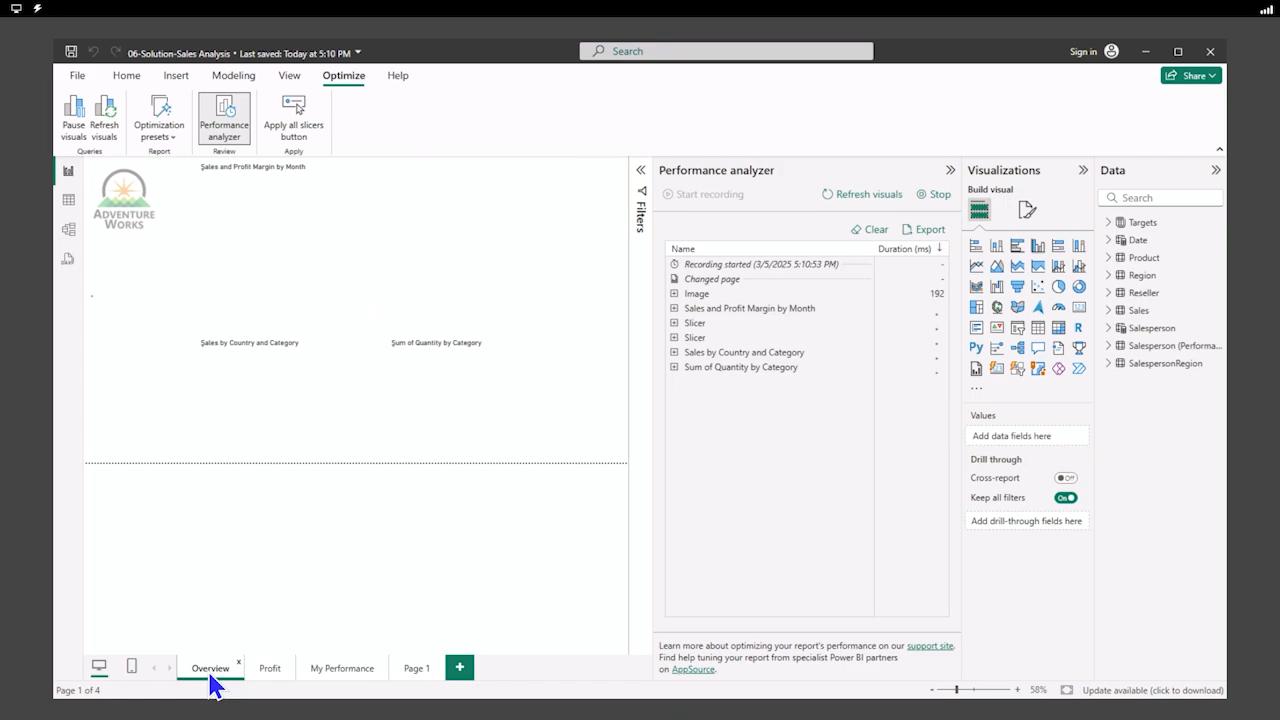 06-Solution-Sales Analysis • Last saved: Today at 5:10 PM
Search
Sign in
File Home Insert Modeling View Optimize Help
Share
Pause visuals
Refresh visuals
Optimization presets
Performance analyzer
Apply all slicers button
Queries
Report
Review
Apply
Sales and Profit Margin by Month
ADVENTURE
WORKS
Sales by Country and Category
Sum of Quantity by Category
Filters
Performance analyzer
Start recording
Refresh visuals
Stop
Clear
Export
Name Duration (ms)
Recording started (3/5/2025 5:10:53 PM) -
Changed page -
Image 192
Sales and Profit Margin by Month
Slicer
Slicer
Sales by Country and Category
Sum of Quantity by Category
Learn more about optimizing your report's performance on our support site.
Find help tuning your report from specialist Power BI partners
on AppSource.
Visualizations
Build visual
R
Py
...
Values
Add data fields here
Drill through
Cross-report Off
Keep all filters On
Add drill-through fields here
Data
Search
Targets
Date
Product
Region
Reseller
Sales
Salesperson
Salesperson (Performa...
SalespersonRegion
Overview x
Profit
My Performance
Page 1
+
Page 1 of 4
- + 58%
Update available (click to download)